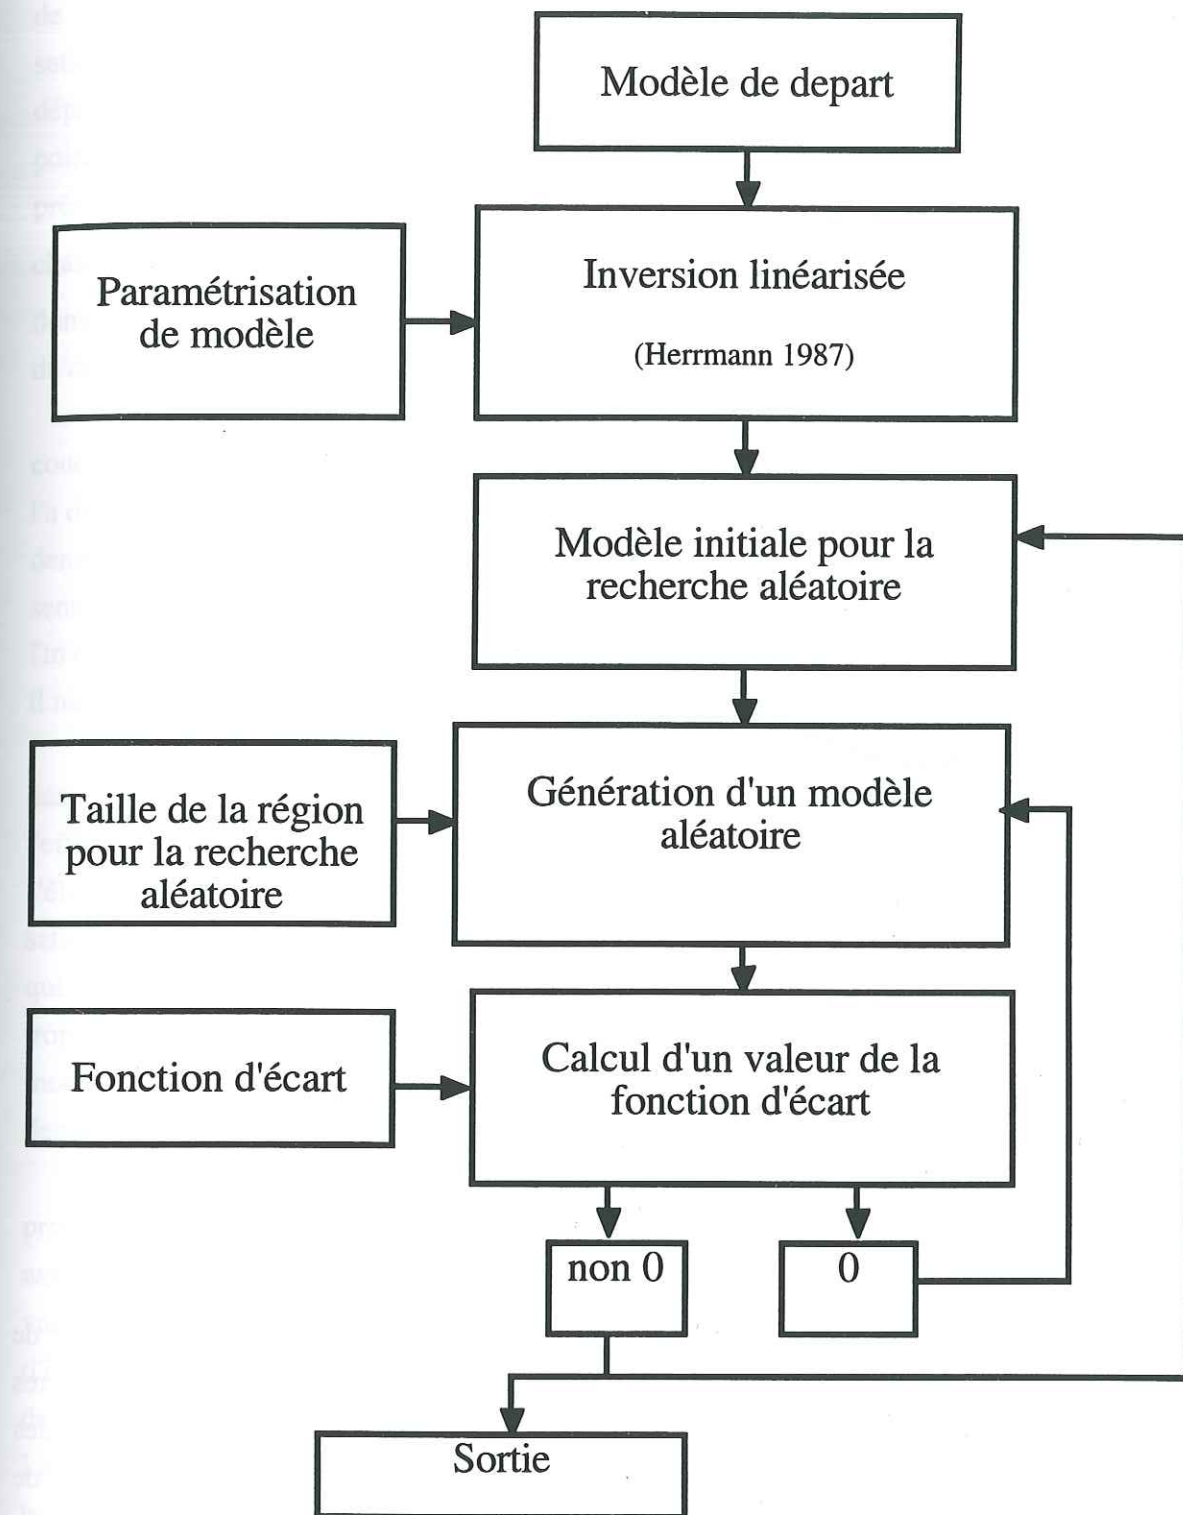 Modèle de depart
Paramétrisation
de modèle
Inversion linéarisée
(Herrmann 1987)
Modèle initiale pour la
recherche aléatoire
Taille de la région
pour la recherche
aléatoire
Génération d'un modèle
aléatoire
Fonction d'écart
Calcul d'un valeur de la
fonction d'écart
non 0
0
Sortie